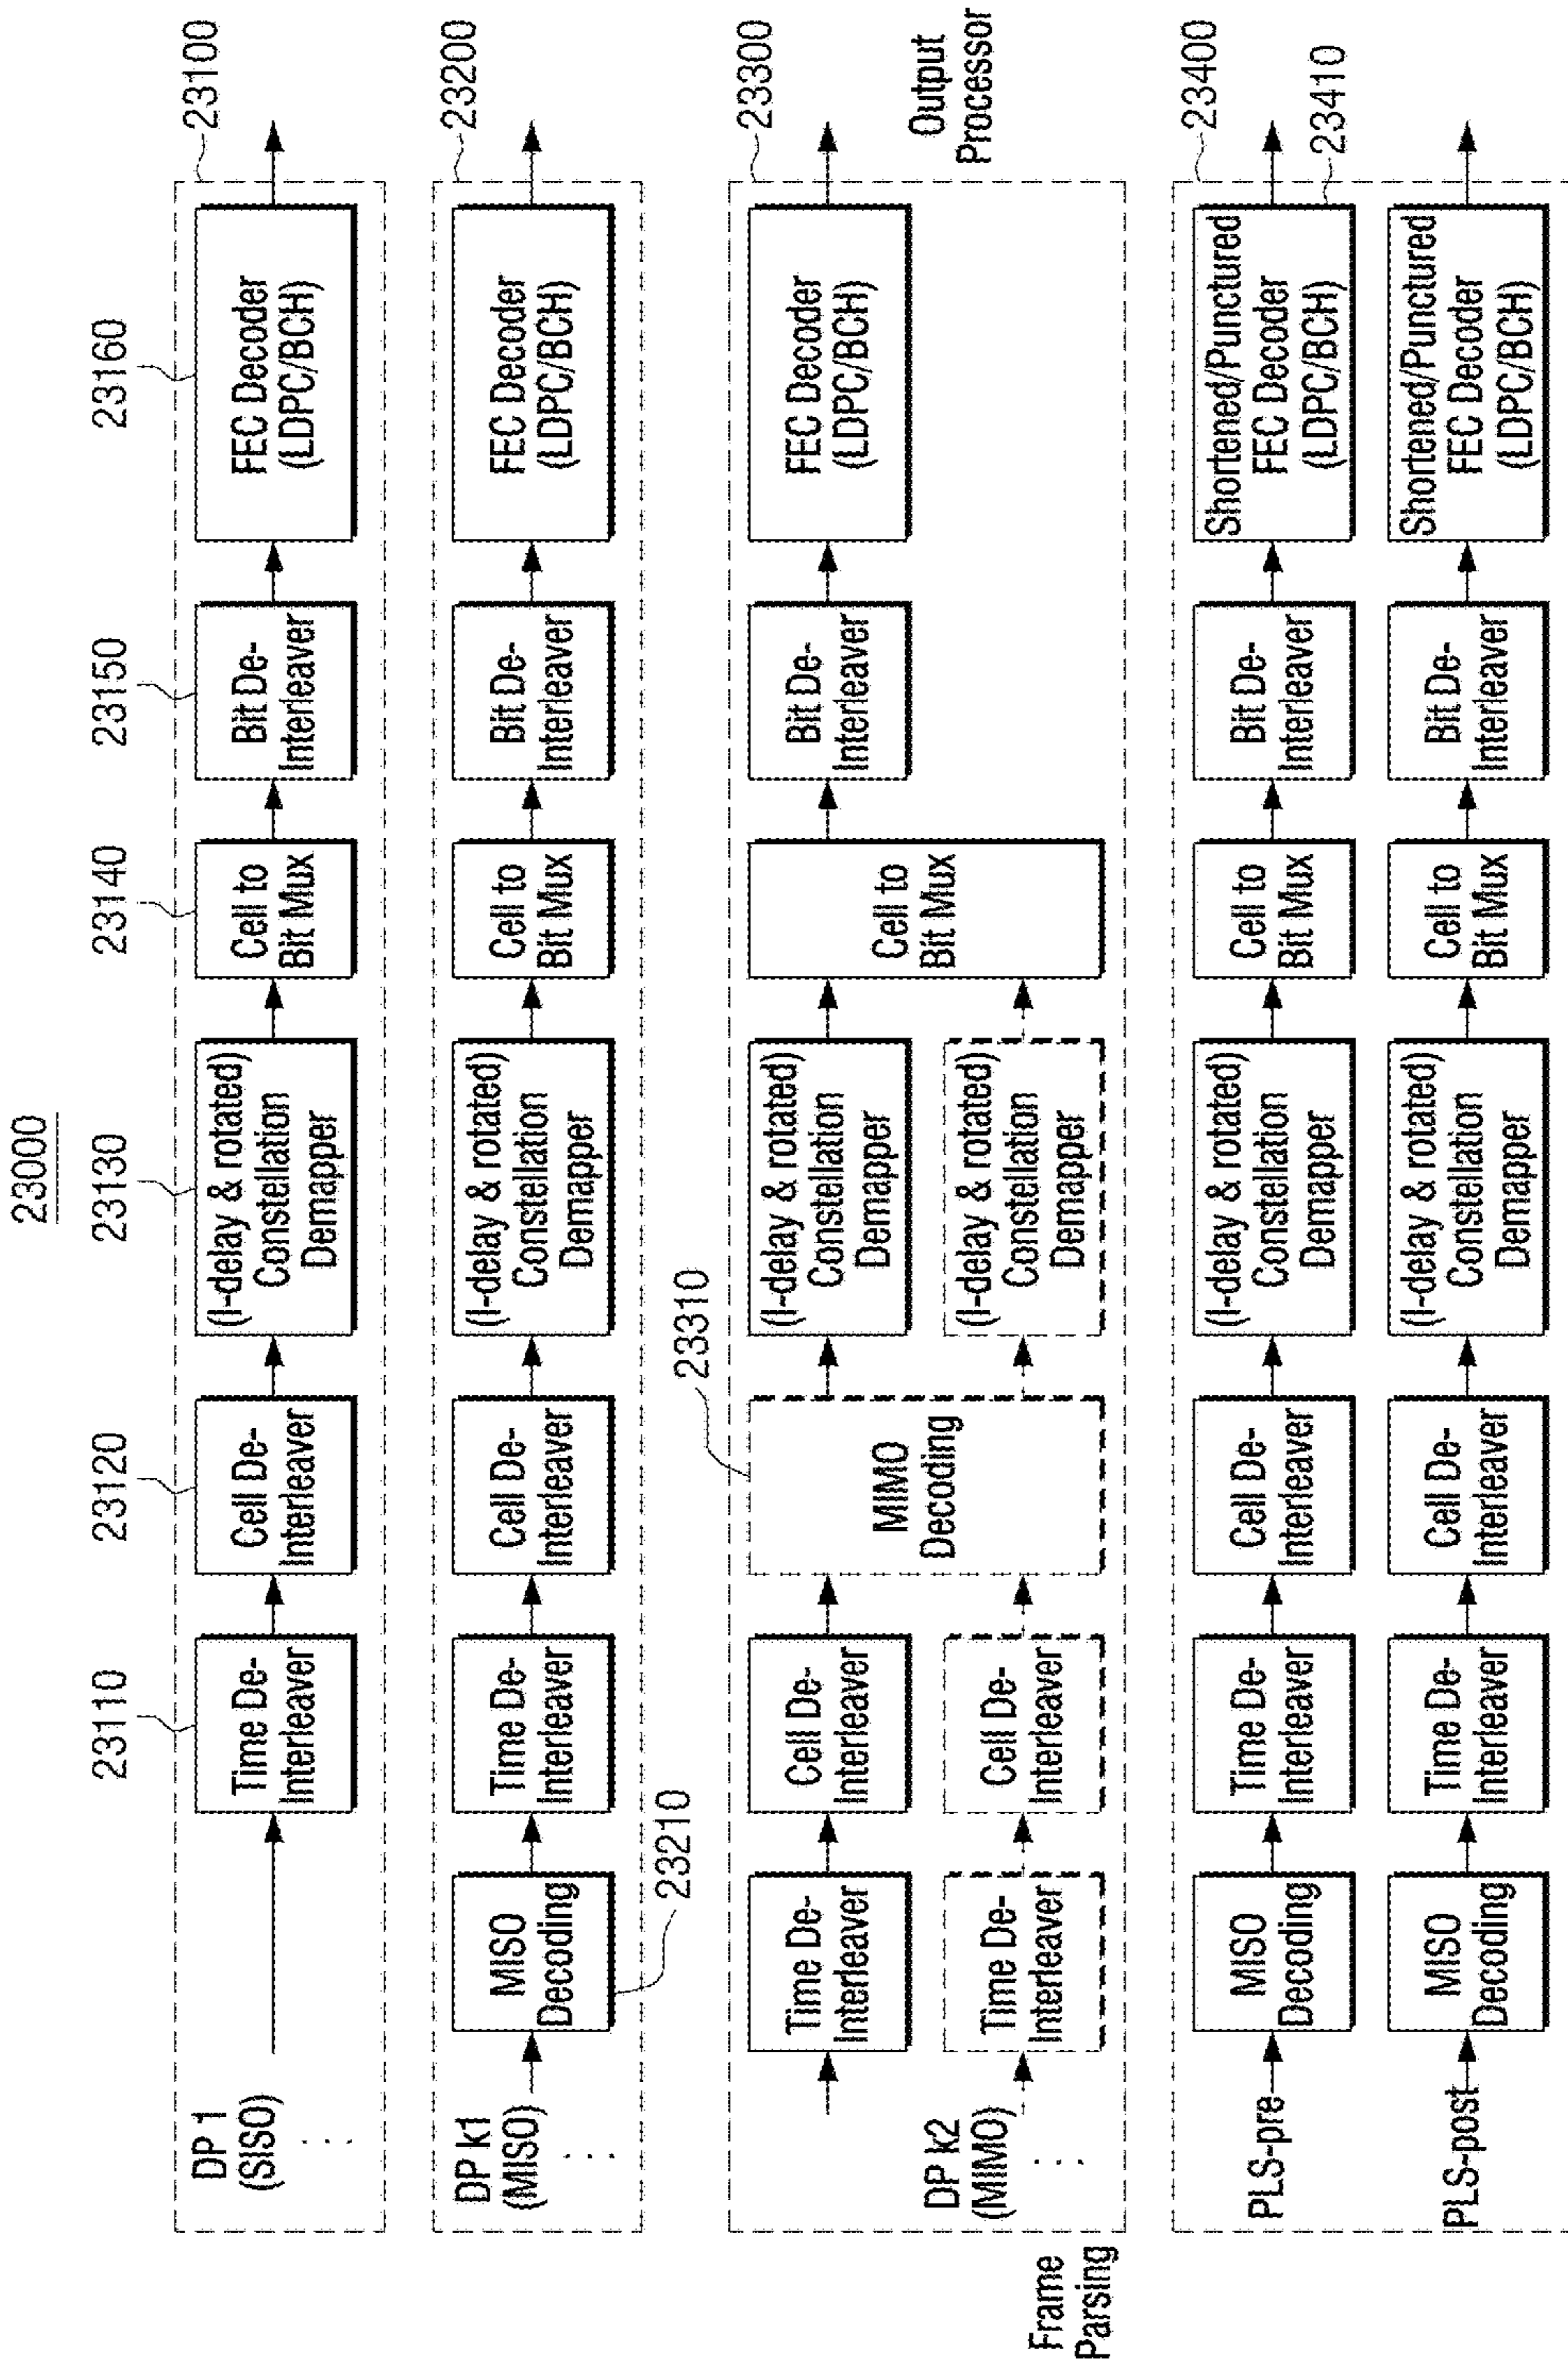 23000
23110
23120
23130
23140
23150
23160
23100
DP 1
(SISO)
Time De-
Interleaver
Cell De-
Interleaver
(I-delay & rotated)
Constellation
Demapper
Cell to
Bit Mux
Bit De-
Interleaver
FEC Decoder
(LDPC/BCH)
23200
DP k1
(MISO)
MISO
Decoding
Time De-
Interleaver
Cell De-
Interleaver
(I-delay & rotated)
Constellation
Demapper
Cell to
Bit Mux
Bit De-
Interleaver
FEC Decoder
(LDPC/BCH)
23210
23310
23300
Time De-
Interleaver
Cell De-
Interleaver
MIMO
Decoding
(I-delay & rotated)
Constellation
Demapper
Cell to
Bit Mux
Bit De-
Interleaver
FEC Decoder
(LDPC/BCH)
DP k2
(MIMO)
Time De-
Interleaver
Cell De-
Interleaver
(I-delay & rotated)
Constellation
Demapper
Frame
Parsing
Output
Processor
23400
PLS-pre
MISO
Decoding
Time De-
Interleaver
Cell De-
Interleaver
(I-delay & rotated)
Constellation
Demapper
Cell to
Bit Mux
Bit De-
Interleaver
Shortened/Punctured
FEC Decoder
(LDPC/BCH)
23410
PLS-post
MISO
Decoding
Time De-
Interleaver
Cell De-
Interleaver
(I-delay & rotated)
Constellation
Demapper
Cell to
Bit Mux
Bit De-
Interleaver
Shortened/Punctured
FEC Decoder
(LDPC/BCH)